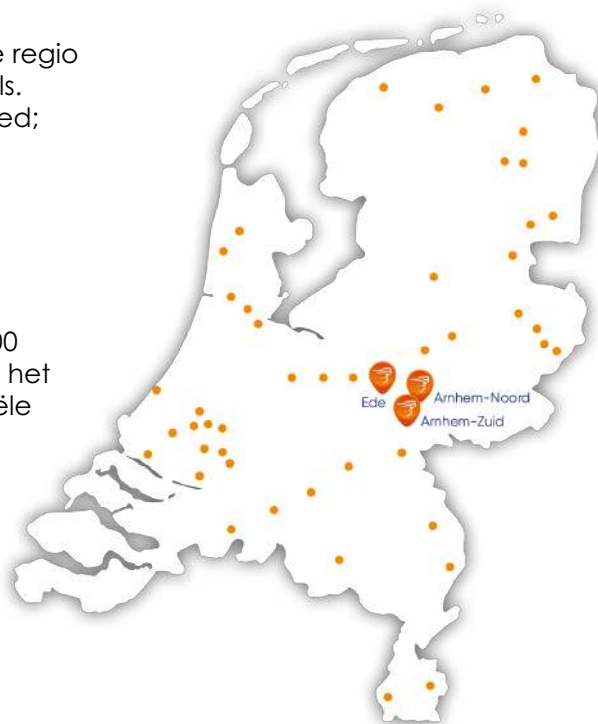 e regio
ls.
ed;
00
het
ële
Ede
Arnhem-Noord
Arnhem-Zuid